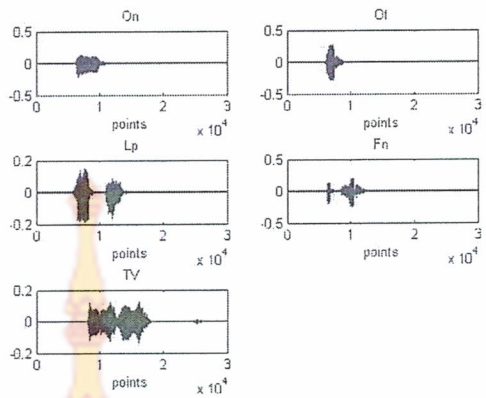 On
0.5
0
-0.5
0 1 2 3
points
x 10^4
Of
0.5
0
-0.5
0 1 2 3
points
x 10^4
Lp
0.2
0
-0.2
0 1 2 3
points
x 10^4
Fn
0.5
0
-0.5
0 1 2 3
points
x 10^4
TV
0.2
0
-0.2
0 1 2 3
points
x 10^4